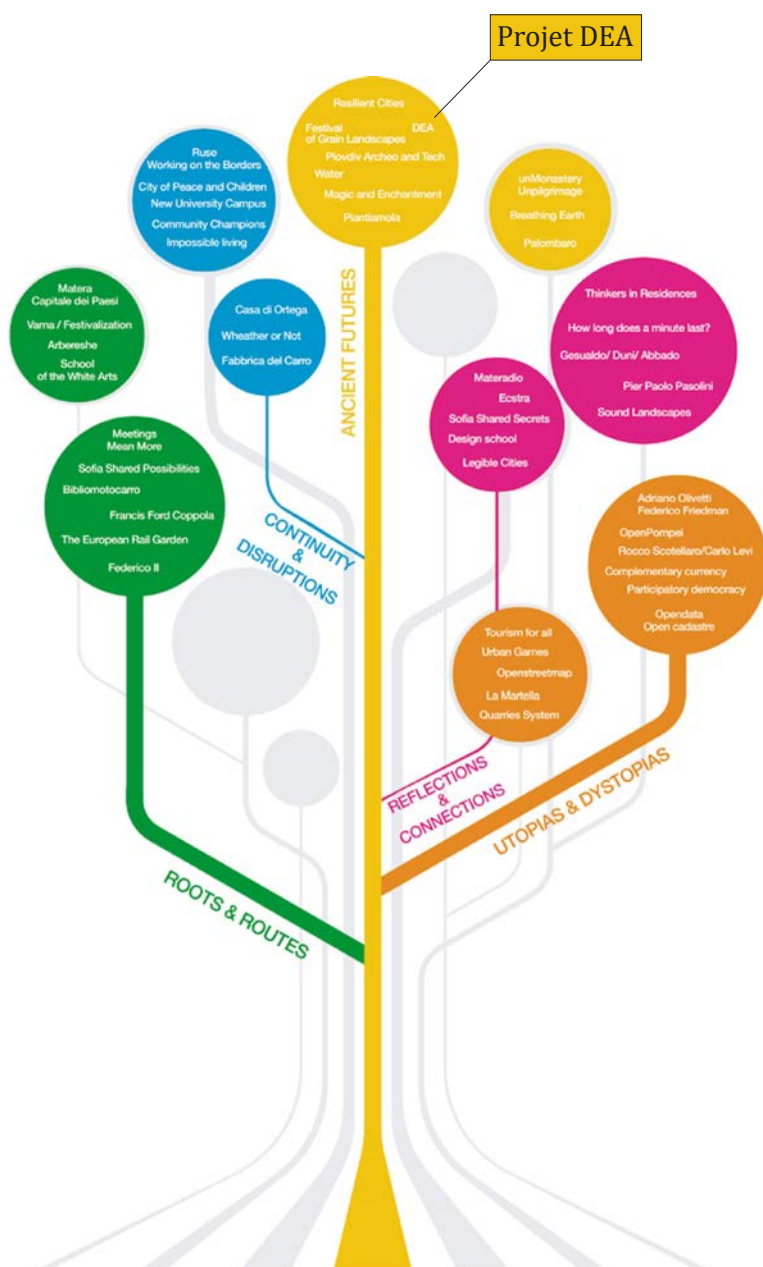 Projet DEA
Resilient Cities
Festival DEA
of Grain Landscapes
Plovdiv Archeo and Tech
Water
Magic and Enchantment
Piantiamola
Ruse
Working on the Borders
City of Peace and Children
New University Campus
Community Champions
Impossible living
unMonastery
Unpilgrimage
Breathing Earth
Palombaro
Matera
Capitale dei Paesi
Varna / Festivalization
Arbereshe
School
of the White Arts
Casa di Ortega
Wheather or Not
Fabbrica del Carro
ANCIENT FUTURES
Thinkers in Residences
How long does a minute last?
Gesualdo/ Duni/ Abbado
Pier Paolo Pasolini
Sound Landscapes
Materadio
Ecstra
Sofia Shared Secrets
Design school
Legible Cities
Meetings
Mean More
Sofia Shared Possibilities
Bibliomotocarro
Francis Ford Coppola
The European Rail Garden
Federico II
CONTINUITY
&
DISRUPTIONS
Adriano Olivetti
Federico Friedman
OpenPompei
Rocco Scotellaro/Carlo Levi
Complementary currency
Participatory democracy
Opendata
Open cadastre
Tourism for all
Urban Games
Openstreetmap
La Martella
Quarries System
REFLECTIONS
&
CONNECTIONS
UTOPIAS & DYSTOPIAS
ROOTS & ROUTES